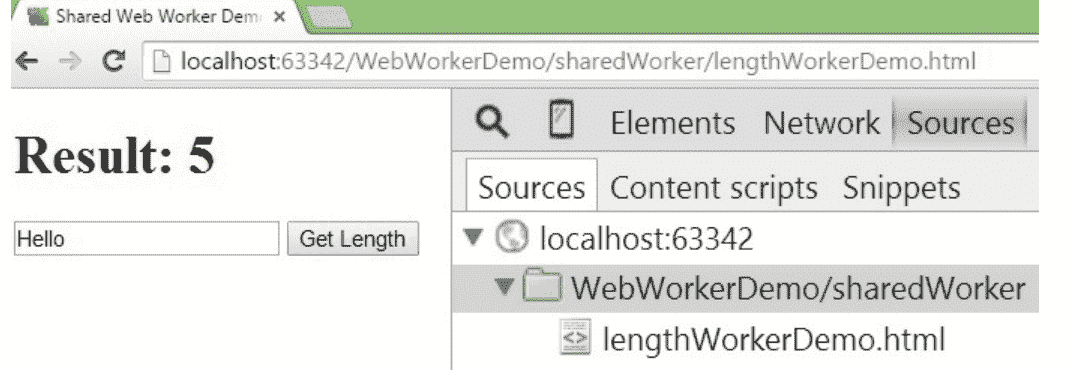 Shared Web Worker Dem
localhost:63342/WebWorkerDemo/sharedWorker/lengthWorkerDemo.html
Result: 5
Hello Get Length
Elements Network Sources
Sources Content scripts Snippets
localhost:63342
WebWorkerDemo/sharedWorker
lengthWorkerDemo.html